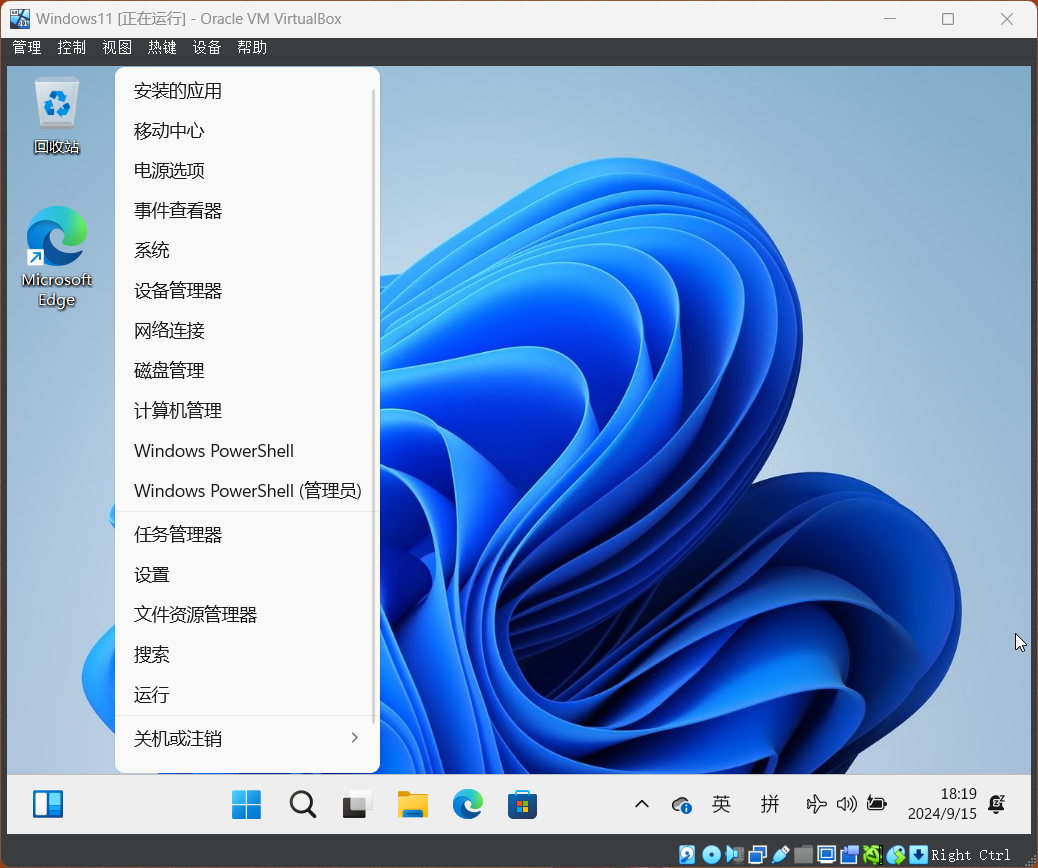 Windows11 [正在运行] - Oracle VM VirtualBox
管理 控制 视图 热键 设备 帮助
回收站
Microsoft
Edge
安装的应用
移动中心
电源选项
事件查看器
系统
设备管理器
网络连接
磁盘管理
计算机管理
Windows PowerShell
Windows PowerShell (管理员)
任务管理器
设置
文件资源管理器
搜索
运行
关机或注销
英 拼 18:19
2024/9/15
Right Ctrl